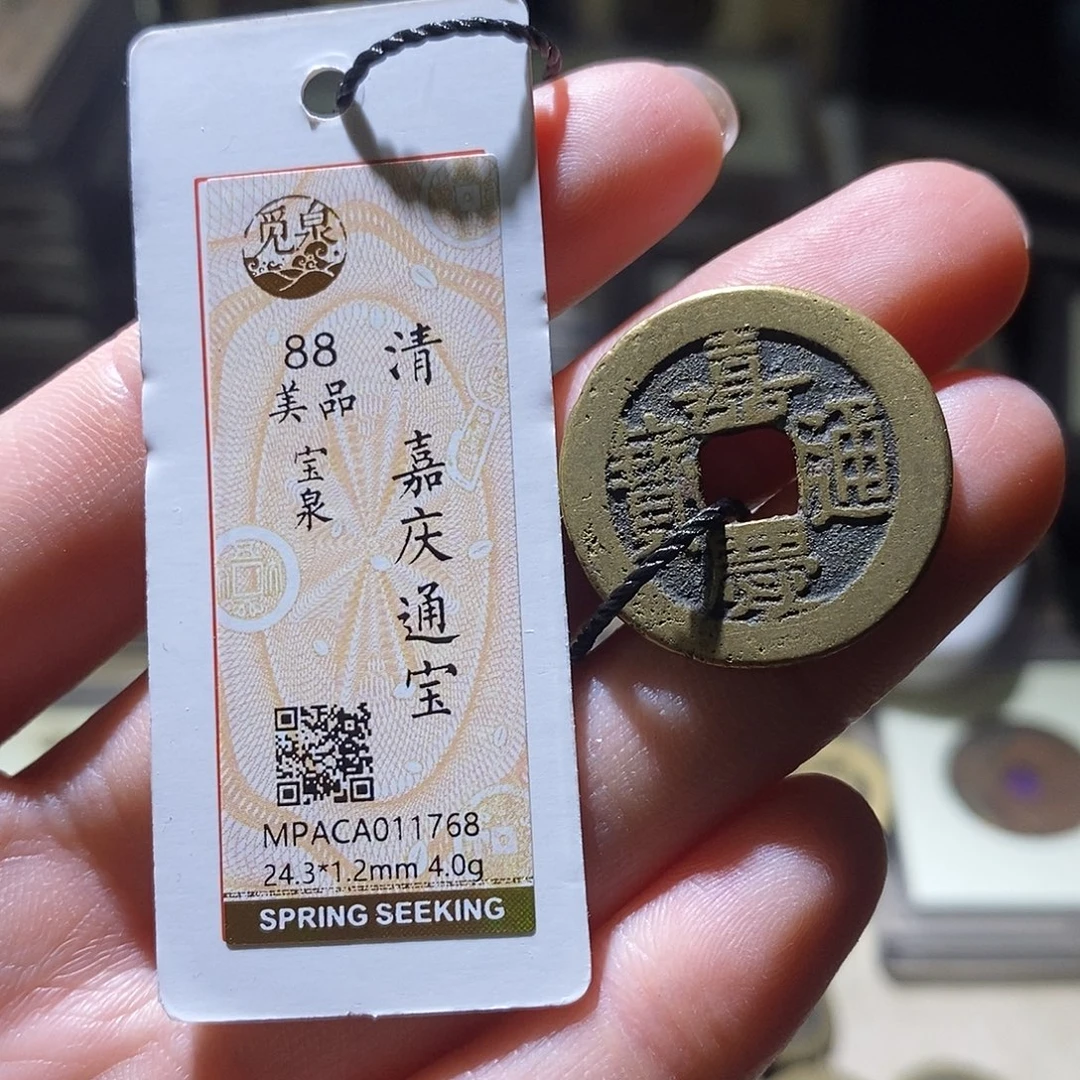 觅泉
88
美品
宝泉
清 嘉庆通宝
MPACA011768
24.3*1.2mm 4.0g
SPRING SEEKING
嘉慶通寶